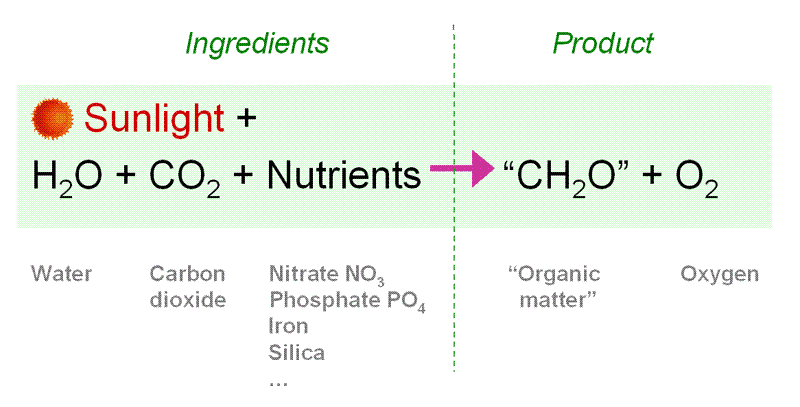 Ingredients Product
Sunlight +
H₂O + CO₂ + Nutrients “CH₂O” + O₂
Water Carbon Nitrate NO₃ “Organic Oxygen
dioxide Phosphate PO₄ matter”
Iron
Silica
...